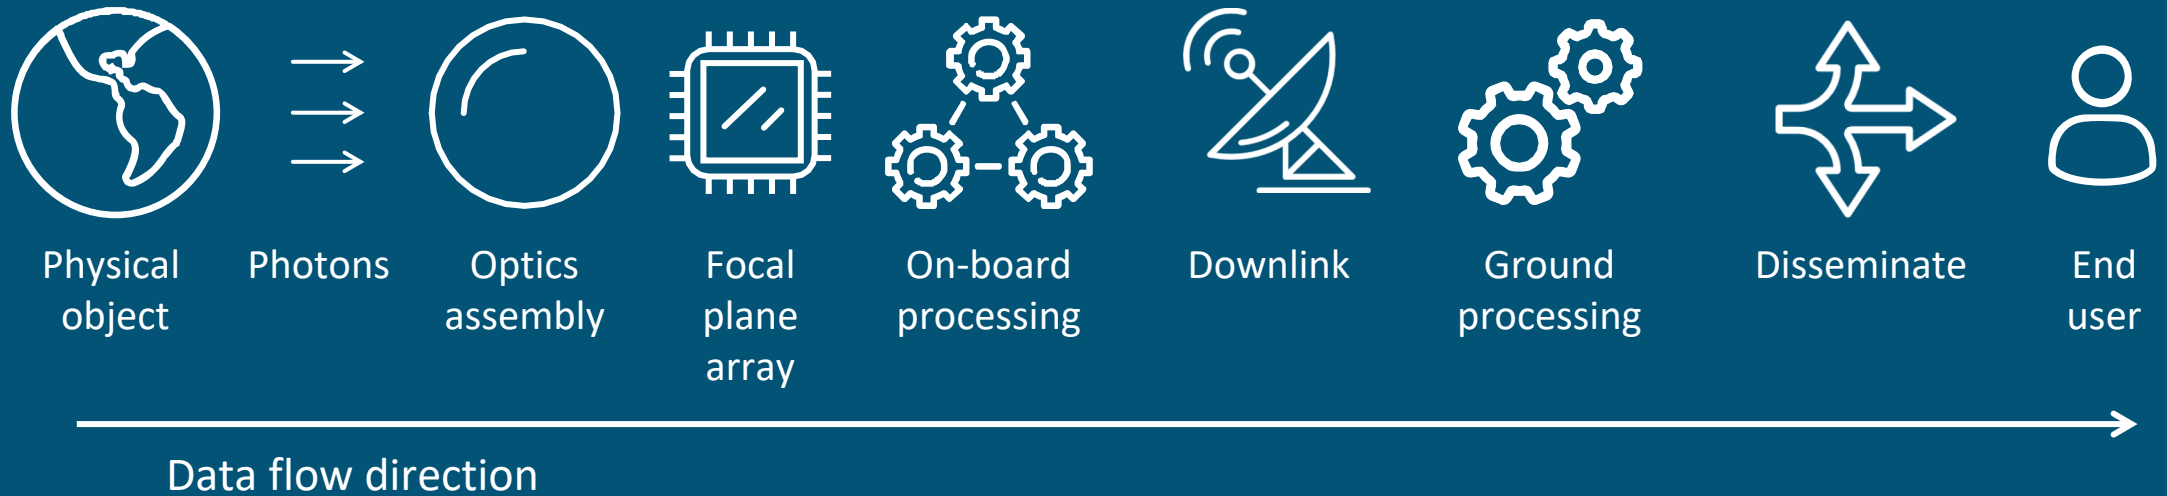 Physical
object
Photons
Optics
assembly
Focal
plane
array
On-board
processing
Downlink
Ground
processing
Disseminate
End
user
Data flow direction